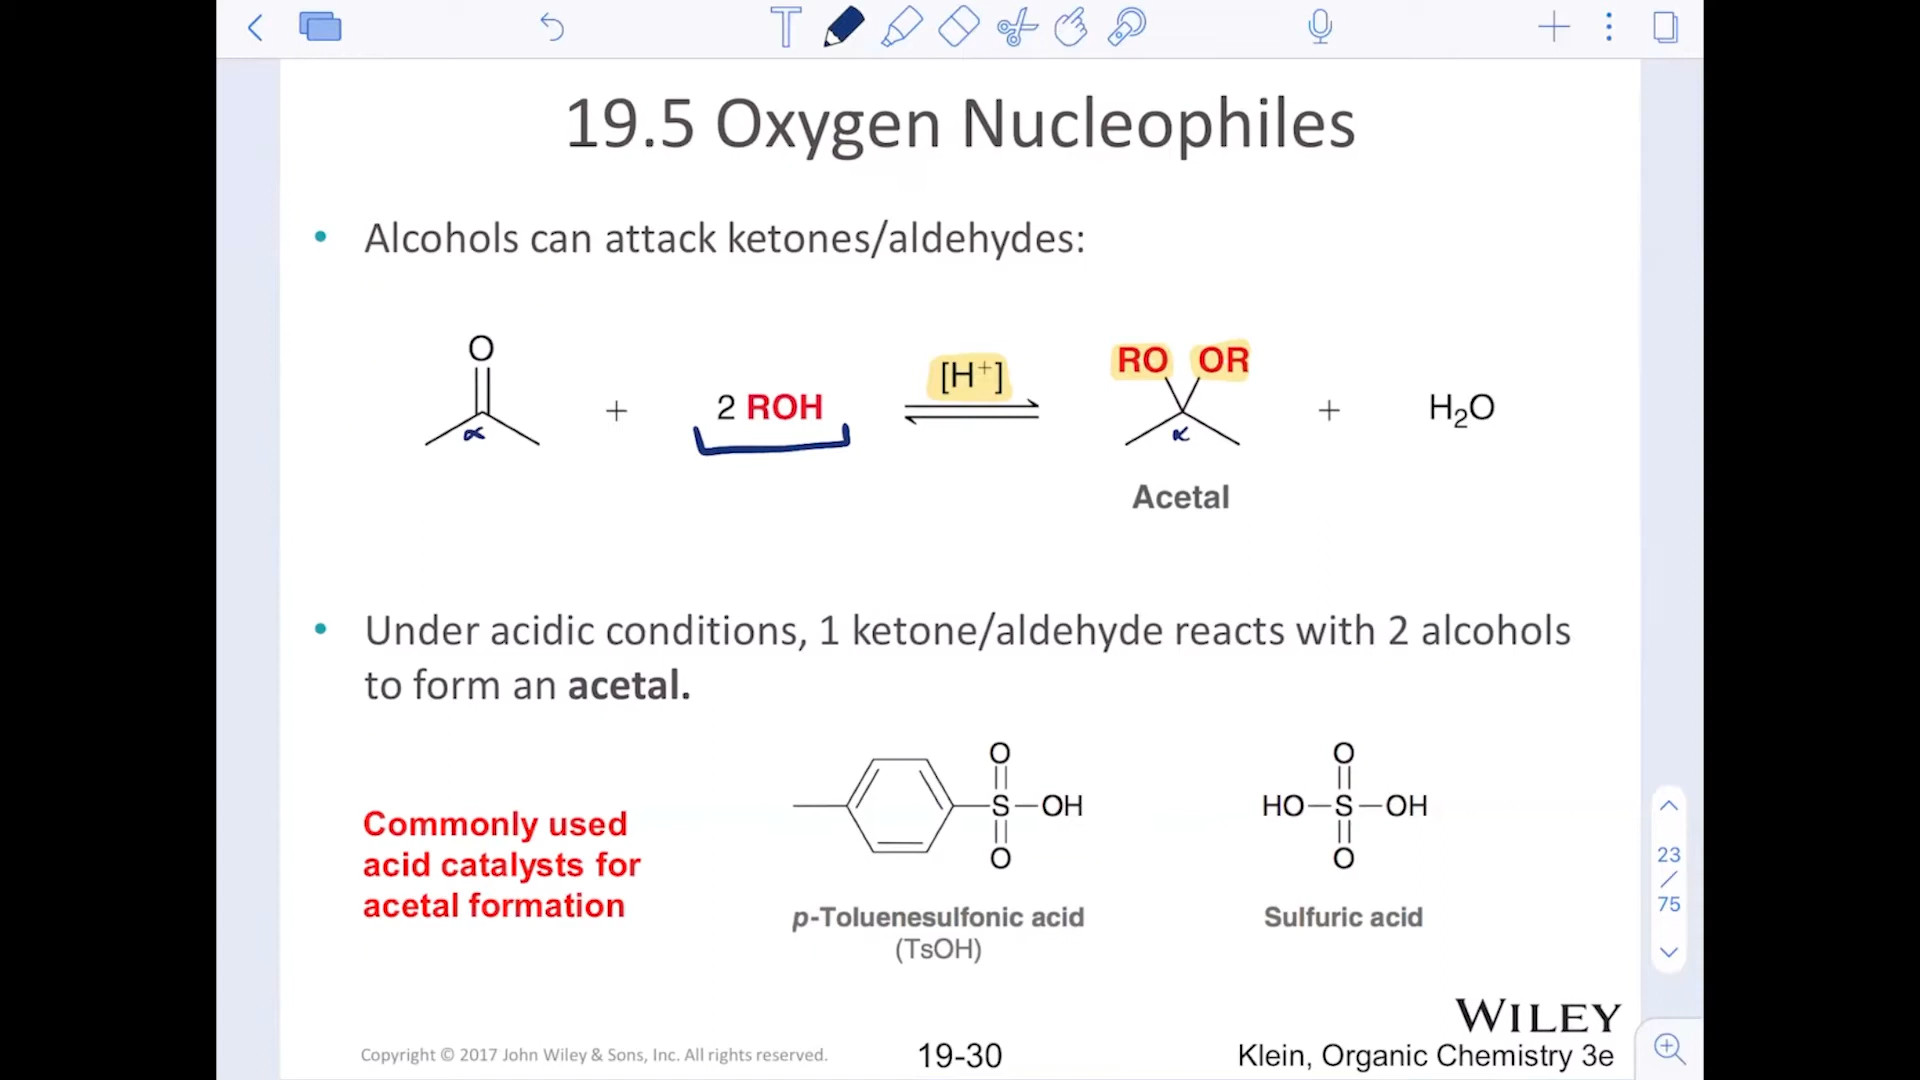 19.5 Oxygen Nucleophiles
• Alcohols can attack ketones/aldehydes:
O
α
+
2 ROH
[H⁺]
RO OR
α
+
H₂O
Acetal
• Under acidic conditions, 1 ketone/aldehyde reacts with 2 alcohols
to form an acetal.
Commonly used
acid catalysts for
acetal formation
O
S—OH
O
p-Toluenesulfonic acid
(TsOH)
O
HO—S—OH
O
Sulfuric acid
23
/
75
WILEY
Copyright © 2017 John Wiley & Sons, Inc. All rights reserved.
19-30
Klein, Organic Chemistry 3e